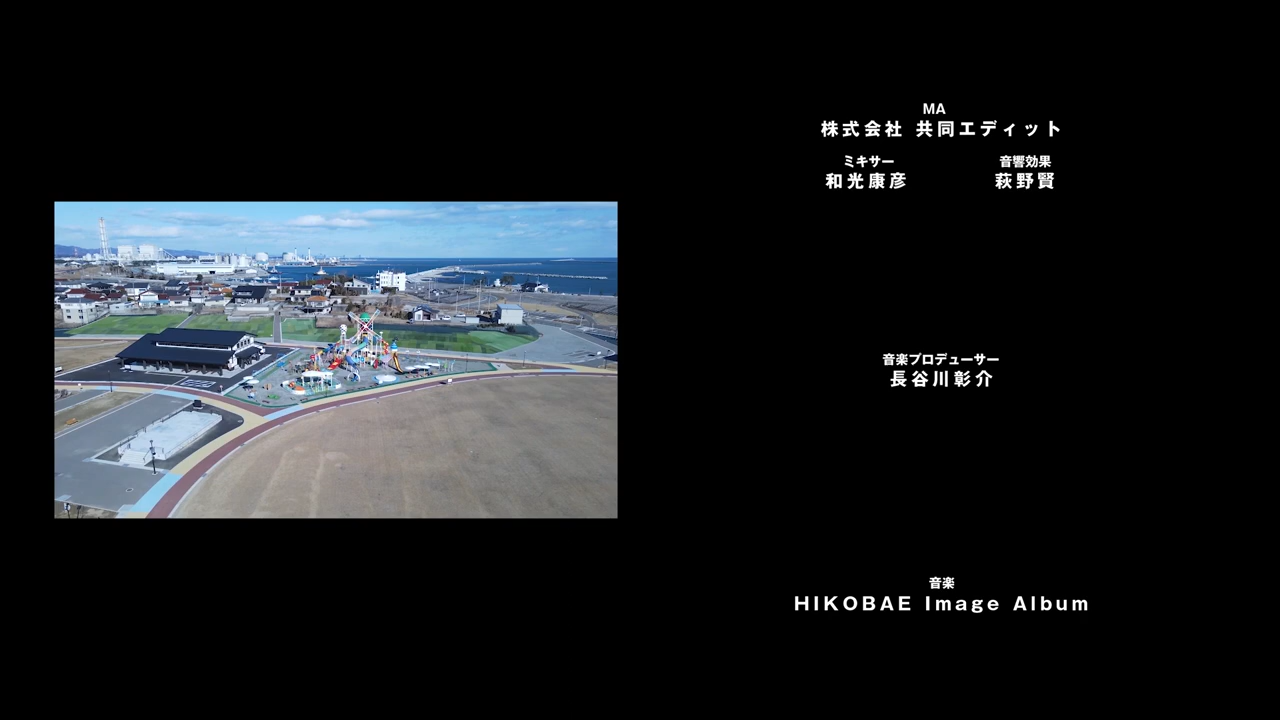 MA
株式会社 共同エディット
ミキサー
音響効果
和光康彦
萩野賢
音楽プロデューサー
長谷川彰介
音楽
HIKOBAE Image Album